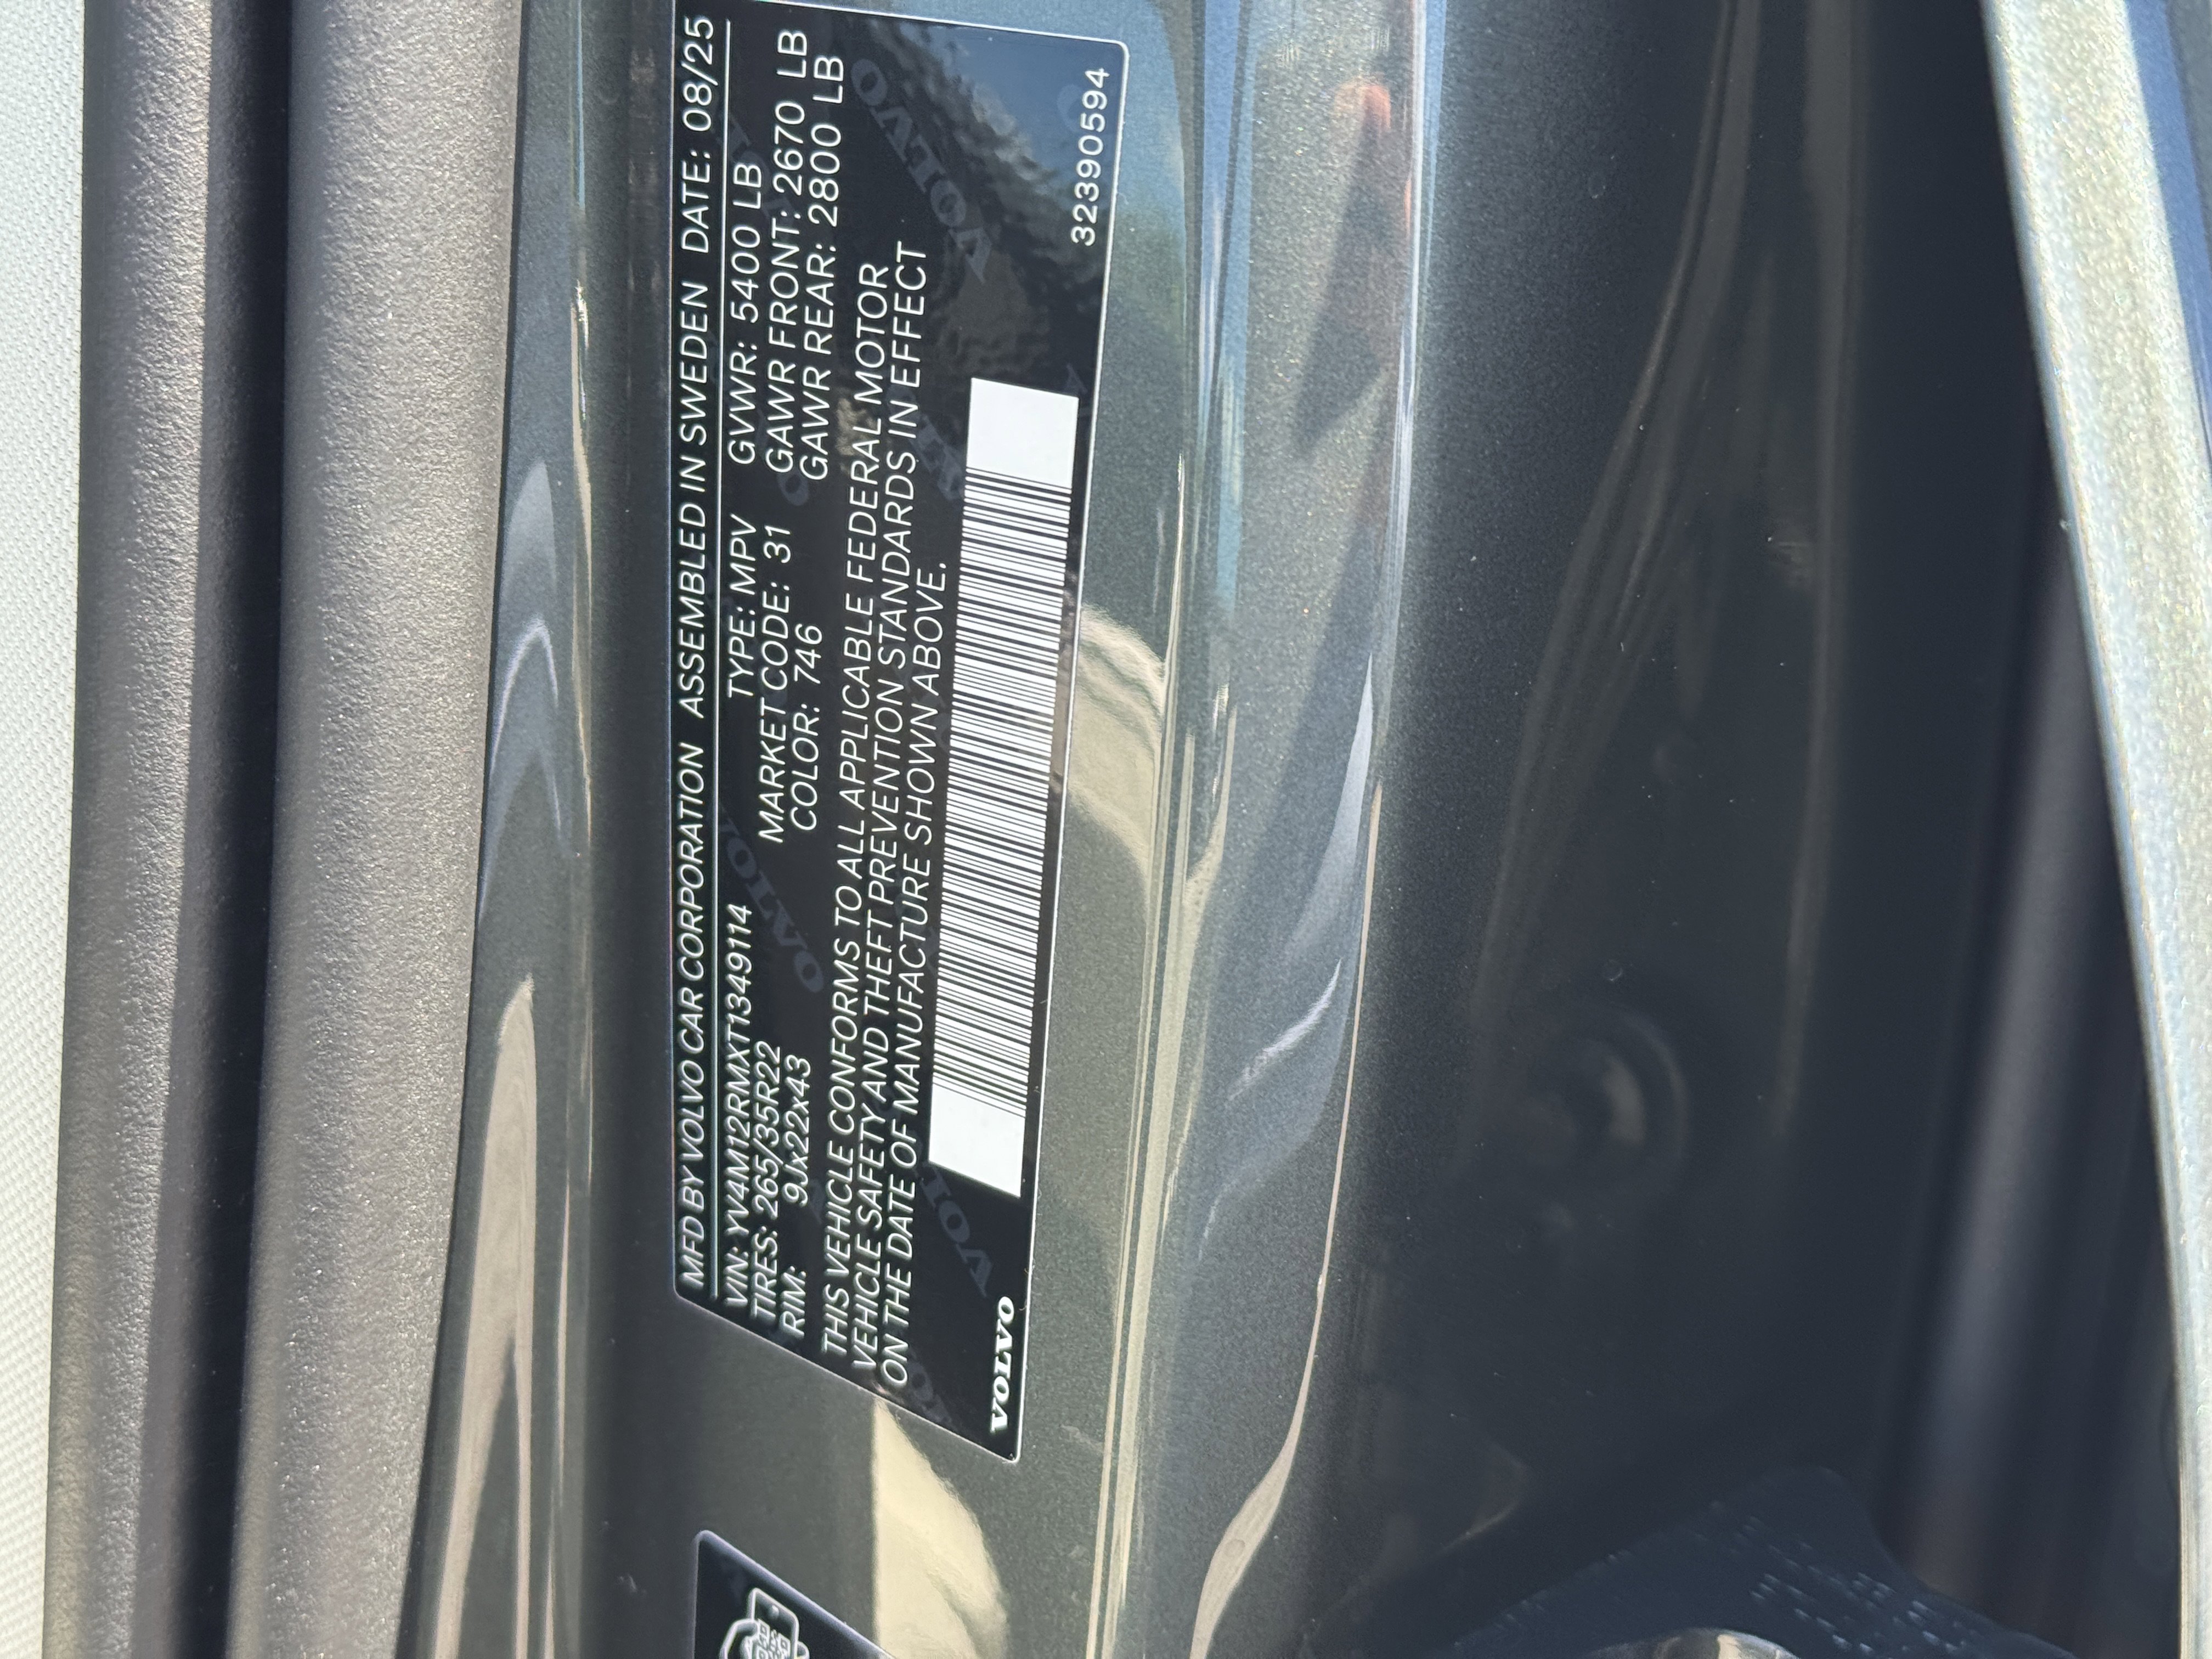 MFD BY VOLVO CAR CORPORATION ASSEMBLED IN SWEDEN DATE: 08/25
VIN: YV4M12RMXT1349114 TYPE: MPV GVWR: 5400 LB
TIRES: 265/35R22 MARKET CODE: 31 GAWR FRONT: 2670 LB
RIM: 9Jx22x43 COLOR: 746 GAWR REAR: 2800 LB
THIS VEHICLE CONFORMS TO ALL APPLICABLE FEDERAL MOTOR
VEHICLE SAFETY AND THEFT PREVENTION STANDARDS IN EFFECT
ON THE DATE OF MANUFACTURE SHOWN ABOVE.
VOLVO 32390594